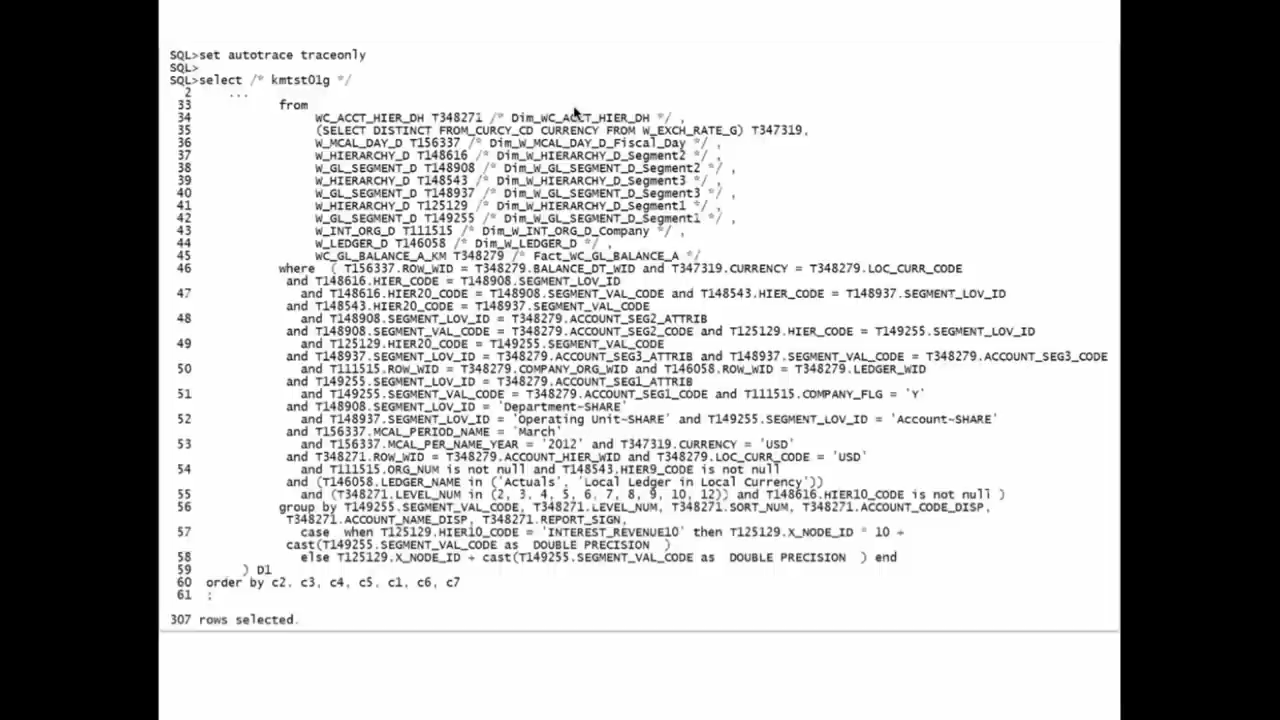 SQL>set autotrace traceonly
SQL>
SQL>select /* kmtst01g */
2 ...
33 from
34 WC_ACCT_HIER_DH T348271 /* Dim_WC_ACCT_HIER_DH */ ,
35 (SELECT DISTINCT FROM_CURCY_CD CURRENCY FROM W_EXCH_RATE_G) T347319,
36 W_MCAL_DAY_D T156337 /* Dim_W_MCAL_DAY_D_Fiscal_Day */ ,
37 W_HIERARCHY_D T148616 /* Dim_W_HIERARCHY_D_Segment2 */ ,
38 W_GL_SEGMENT_D T148908 /* Dim_W_GL_SEGMENT_D_Segment2 */ ,
39 W_HIERARCHY_D T148543 /* Dim_W_HIERARCHY_D_Segment3 */ ,
40 W_GL_SEGMENT_D T148937 /* Dim_W_GL_SEGMENT_D_Segment3 */ ,
41 W_HIERARCHY_D T125129 /* Dim_W_HIERARCHY_D_Segment1 */ ,
42 W_GL_SEGMENT_D T149255 /* Dim_W_GL_SEGMENT_D_Segment1 */ ,
43 W_INT_ORG_D T111515 /* Dim_W_INT_ORG_D_Company */ ,
44 W_LEDGER_D T146058 /* Dim_W_LEDGER_D */ ,
45 WC_GL_BALANCE_A_KM T348279 /* Fact_WC_GL_BALANCE_A */
46 where ( T156337.ROW_WID = T348279.BALANCE_DT_WID and T347319.CURRENCY = T348279.LOC_CURR_CODE
and T148616.HIER_CODE = T148908.SEGMENT_LOV_ID
47 and T148616.HIER20_CODE = T148908.SEGMENT_VAL_CODE and T148543.HIER_CODE = T148937.SEGMENT_LOV_ID
and T148543.HIER20_CODE = T148937.SEGMENT_VAL_CODE
48 and T148908.SEGMENT_LOV_ID = T348279.ACCOUNT_SEG2_ATTRIB
and T148908.SEGMENT_VAL_CODE = T348279.ACCOUNT_SEG2_CODE and T125129.HIER_CODE = T149255.SEGMENT_LOV_ID
49 and T125129.HIER20_CODE = T149255.SEGMENT_VAL_CODE
and T148937.SEGMENT_LOV_ID = T348279.ACCOUNT_SEG3_ATTRIB and T148937.SEGMENT_VAL_CODE = T348279.ACCOUNT_SEG3_CODE
50 and T111515.ROW_WID = T348279.COMPANY_ORG_WID and T146058.ROW_WID = T348279.LEDGER_WID
and T149255.SEGMENT_LOV_ID = T348279.ACCOUNT_SEG1_ATTRIB
51 and T149255.SEGMENT_VAL_CODE = T348279.ACCOUNT_SEG1_CODE and T111515.COMPANY_FLG = 'Y'
and T148908.SEGMENT_LOV_ID = 'Department~SHARE'
52 and T148937.SEGMENT_LOV_ID = 'Operating Unit~SHARE' and T149255.SEGMENT_LOV_ID = 'Account~SHARE'
and T156337.MCAL_PERIOD_NAME = 'March'
53 and T156337.MCAL_PER_NAME_YEAR = '2012' and T347319.CURRENCY = 'USD'
and T348271.ROW_WID = T348279.ACCOUNT_HIER_WID and T348279.LOC_CURR_CODE = 'USD'
54 and T111515.ORG_NUM is not null and T148543.HIER9_CODE is not null
and (T146058.LEDGER_NAME in ('Actuals', 'Local Ledger in Local Currency'))
55 and (T348271.LEVEL_NUM in (2, 3, 4, 5, 6, 7, 8, 9, 10, 12)) and T148616.HIER10_CODE is not null )
56 group by T149255.SEGMENT_VAL_CODE, T348271.LEVEL_NUM, T348271.SORT_NUM, T348271.ACCOUNT_CODE_DISP,
T348271.ACCOUNT_NAME_DISP, T348271.REPORT_SIGN,
57 case when T125129.HIER10_CODE = 'INTEREST_REVENUE10' then T125129.X_NODE_ID * 10 +
cast(T149255.SEGMENT_VAL_CODE as DOUBLE PRECISION )
58 else T125129.X_NODE_ID + cast(T149255.SEGMENT_VAL_CODE as DOUBLE PRECISION ) end
59 ) D1
60 order by c2, c3, c4, c5, c1, c6, c7
61 ;
307 rows selected.